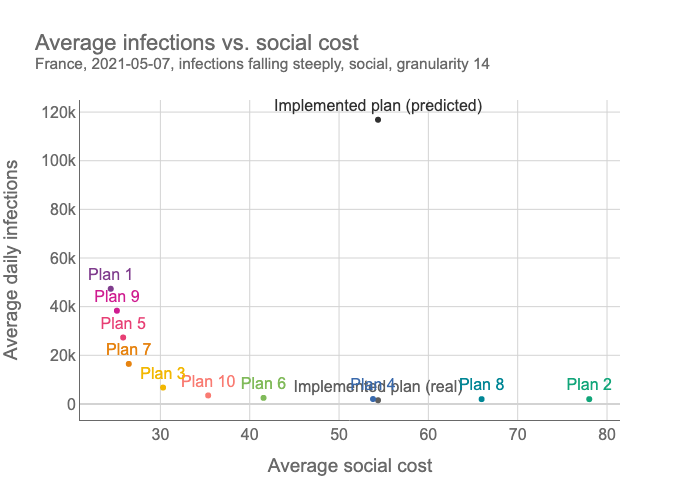 Average infections vs. social cost
France, 2021-05-07, infections falling steeply, social, granularity 14
Average daily infections
120k
100k
80k
60k
40k
20k
0
Implemented plan (predicted)
Plan 1
Plan 9
Plan 5
Plan 7
Plan 3
Plan 10
Plan 6
Implemented plan (real)
Plan 4
Plan 8
Plan 2
30
40
50
60
70
80
Average social cost